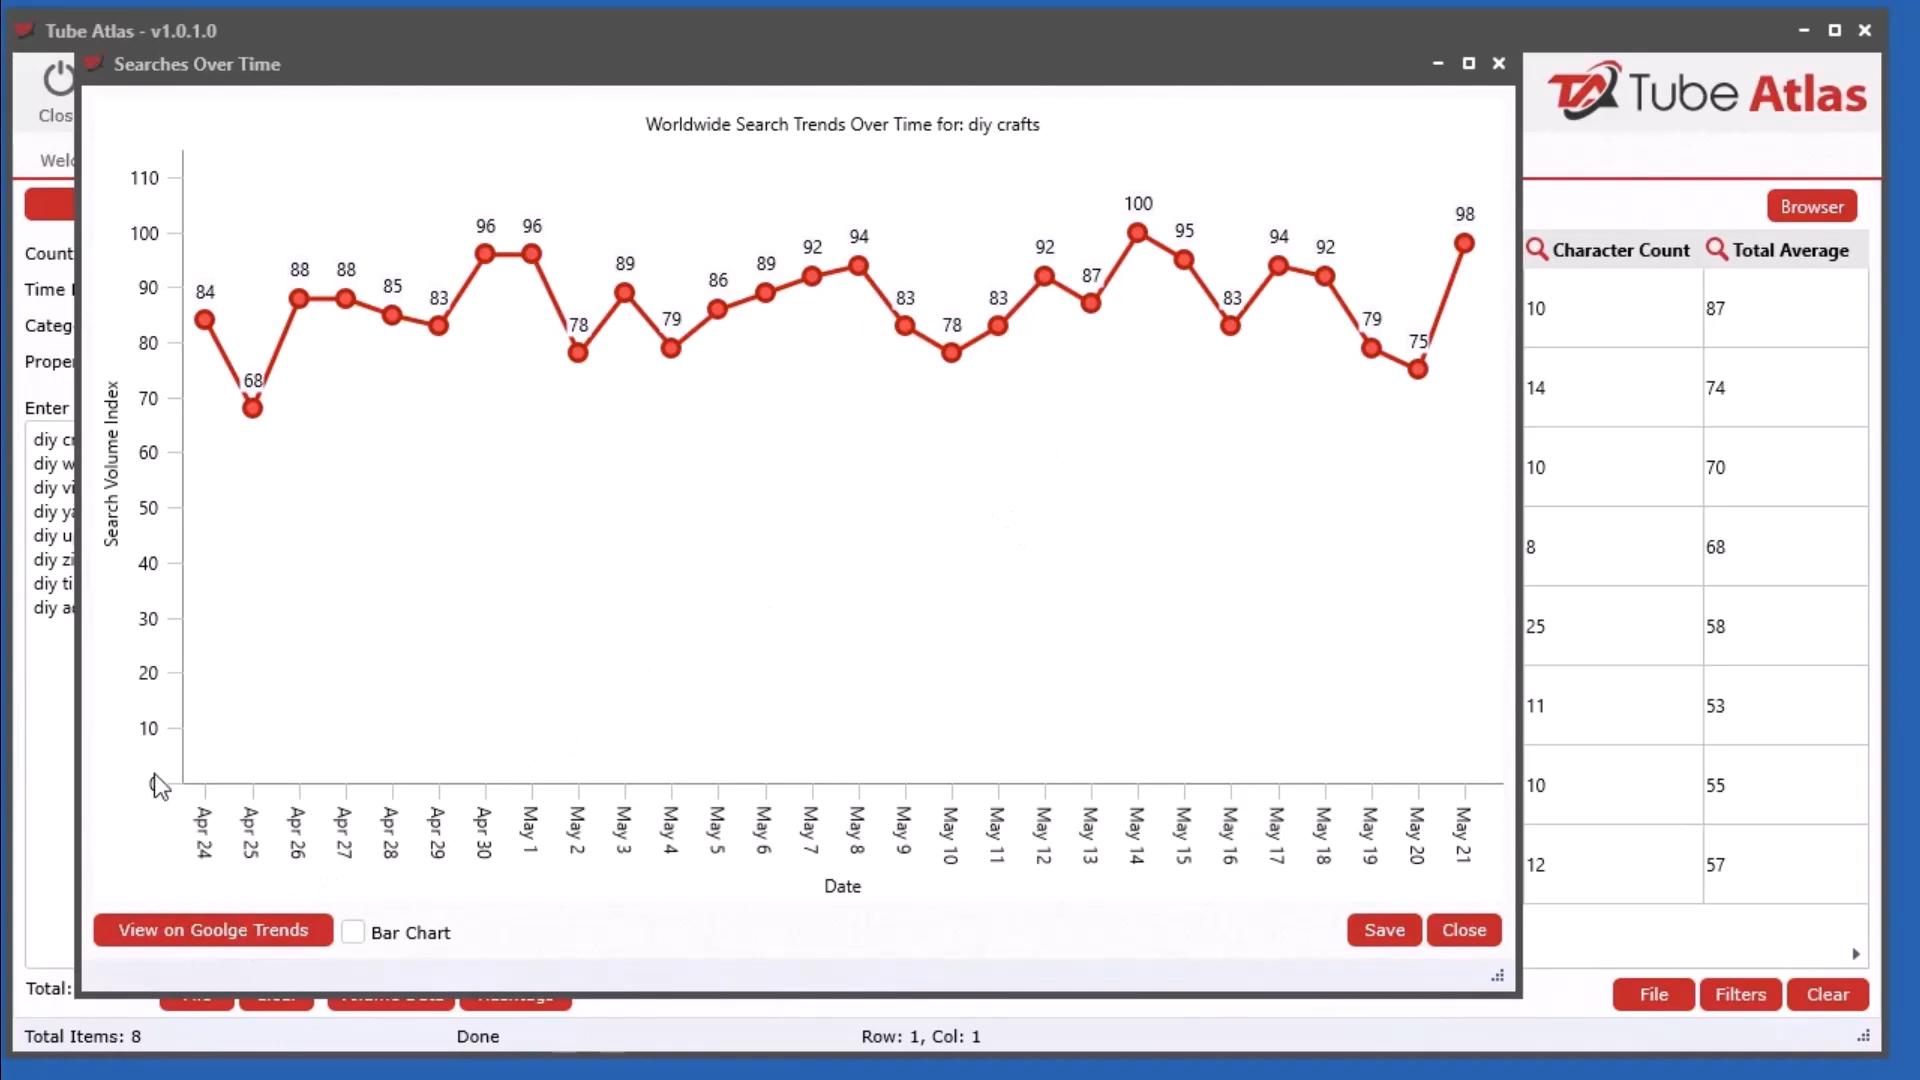 Tube Atlas - v1.0.1.0
Searches Over Time
Clos
Tube Atlas
Welc
Worldwide Search Trends Over Time for: diy crafts
Browser
Count
Time
Categ
Proper
Enter
diy cr
diy w
diy vi
diy ya
diy u
diy zi
diy ti
diy ac
Search Volume Index
110
100
90
80
70
60
50
40
30
20
10
84
68
88
88
85
83
96
96
78
89
79
86
89
92
94
83
78
83
92
87
100
95
83
94
92
79
75
98
Apr 24
Apr 25
Apr 26
Apr 27
Apr 28
Apr 29
Apr 30
May 1
May 2
May 3
May 4
May 5
May 6
May 7
May 8
May 9
May 10
May 11
May 12
May 13
May 14
May 15
May 16
May 17
May 18
May 19
May 20
May 21
Date
View on Goolge Trends
Bar Chart
Save
Close
Character Count Total Average
10 87
14 74
10 70
8 68
25 58
11 53
10 55
12 57
Total:
File
Filters
Clear
Total Items: 8
Done
Row: 1, Col: 1